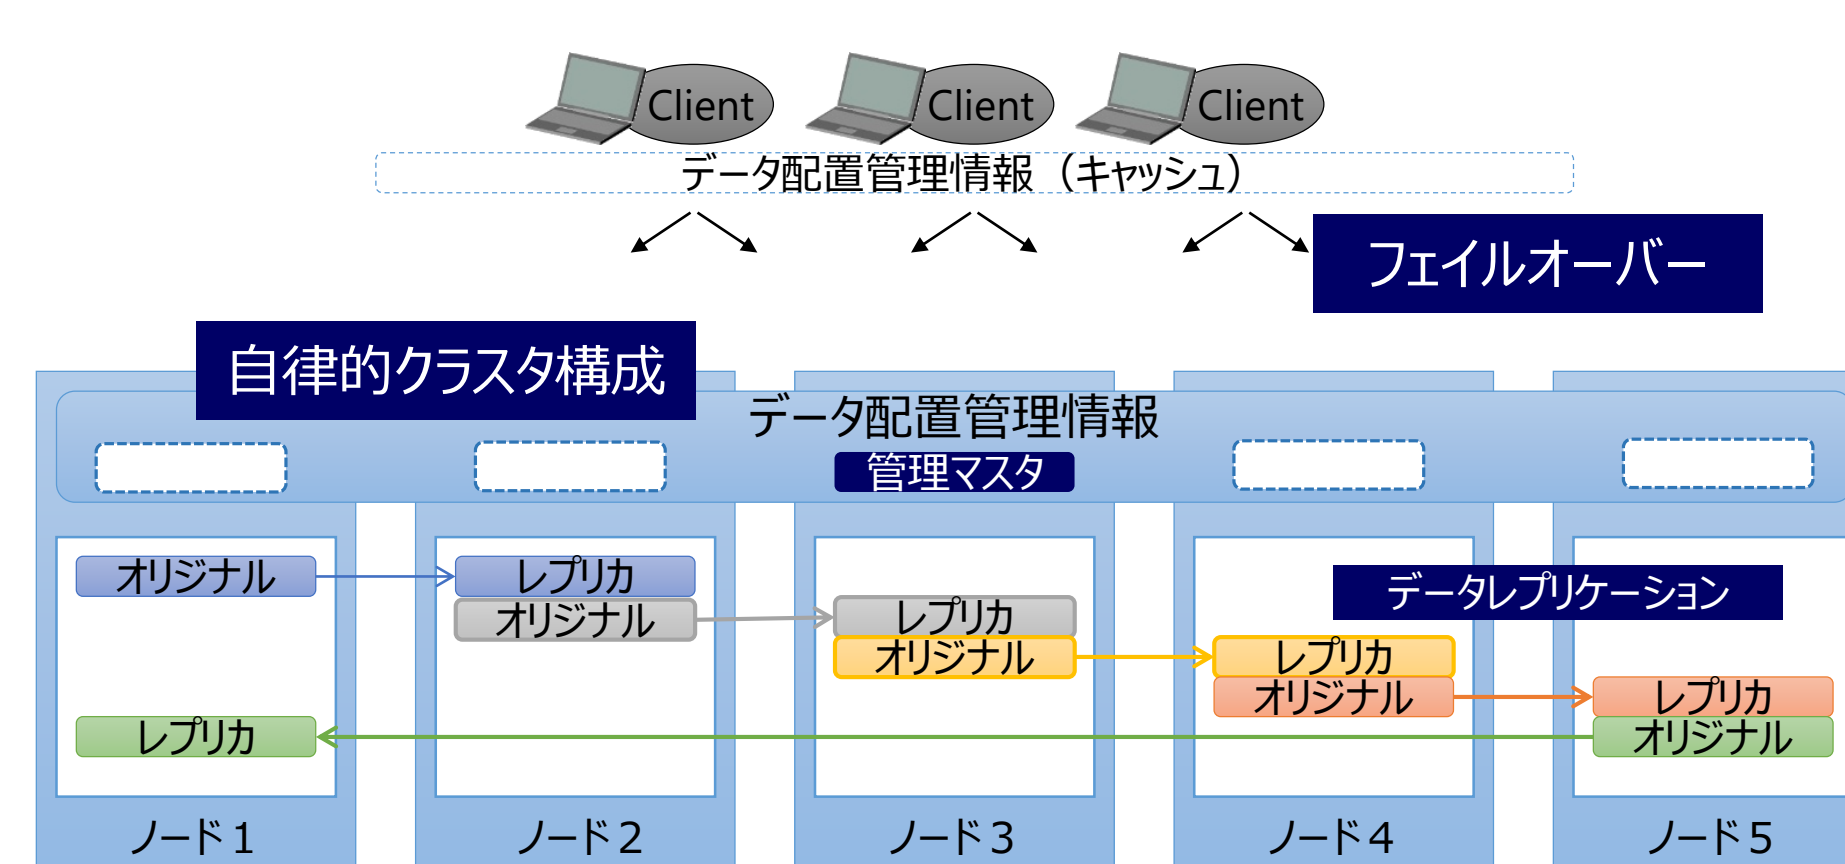 Client
Client
Client
データ配置管理情報（キャッシュ）
フェイルオーバー
自律的クラスタ構成
データ配置管理情報
管理マスタ
オリジナル
レプリカ
オリジナル
レプリカ
データレプリケーション
オリジナル
レプリカ
オリジナル
レプリカ
レプリカ
オリジナル
ノード1
ノード2
ノード3
ノード4
ノード5